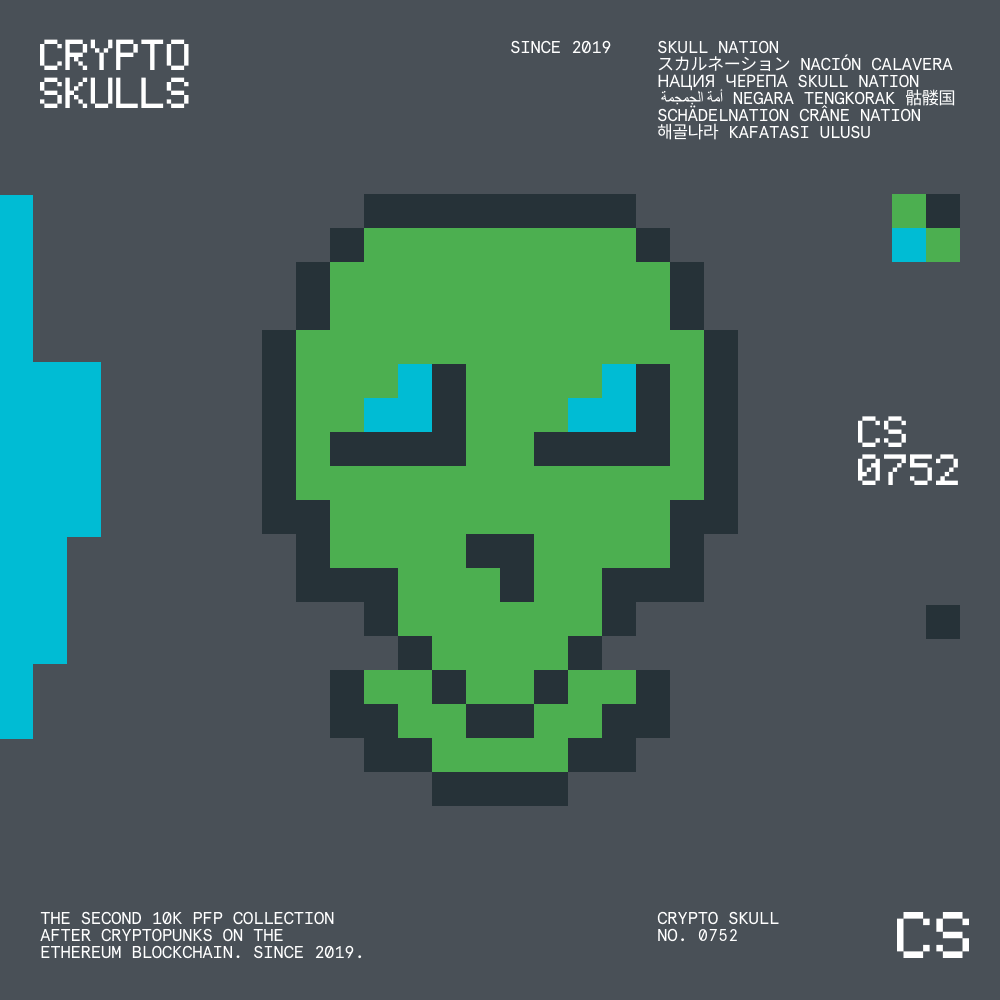 CRYPTO
SKULLS
SINCE 2019
SKULL NATION
スカルネーション NACIÓN CALAVERA
НАЦИЯ ЧЕРЕПА SKULL NATION
أمة الجمجمة NEGARA TENGKORAK 骷髅国
SCHÄDELNATION CRÂNE NATION
해골나라 KAFATASI ULUSU
CS
0752
THE SECOND 10K PFP COLLECTION
AFTER CRYPTOPUNKS ON THE
ETHEREUM BLOCKCHAIN. SINCE 2019.
CRYPTO SKULL
NO. 0752
CS